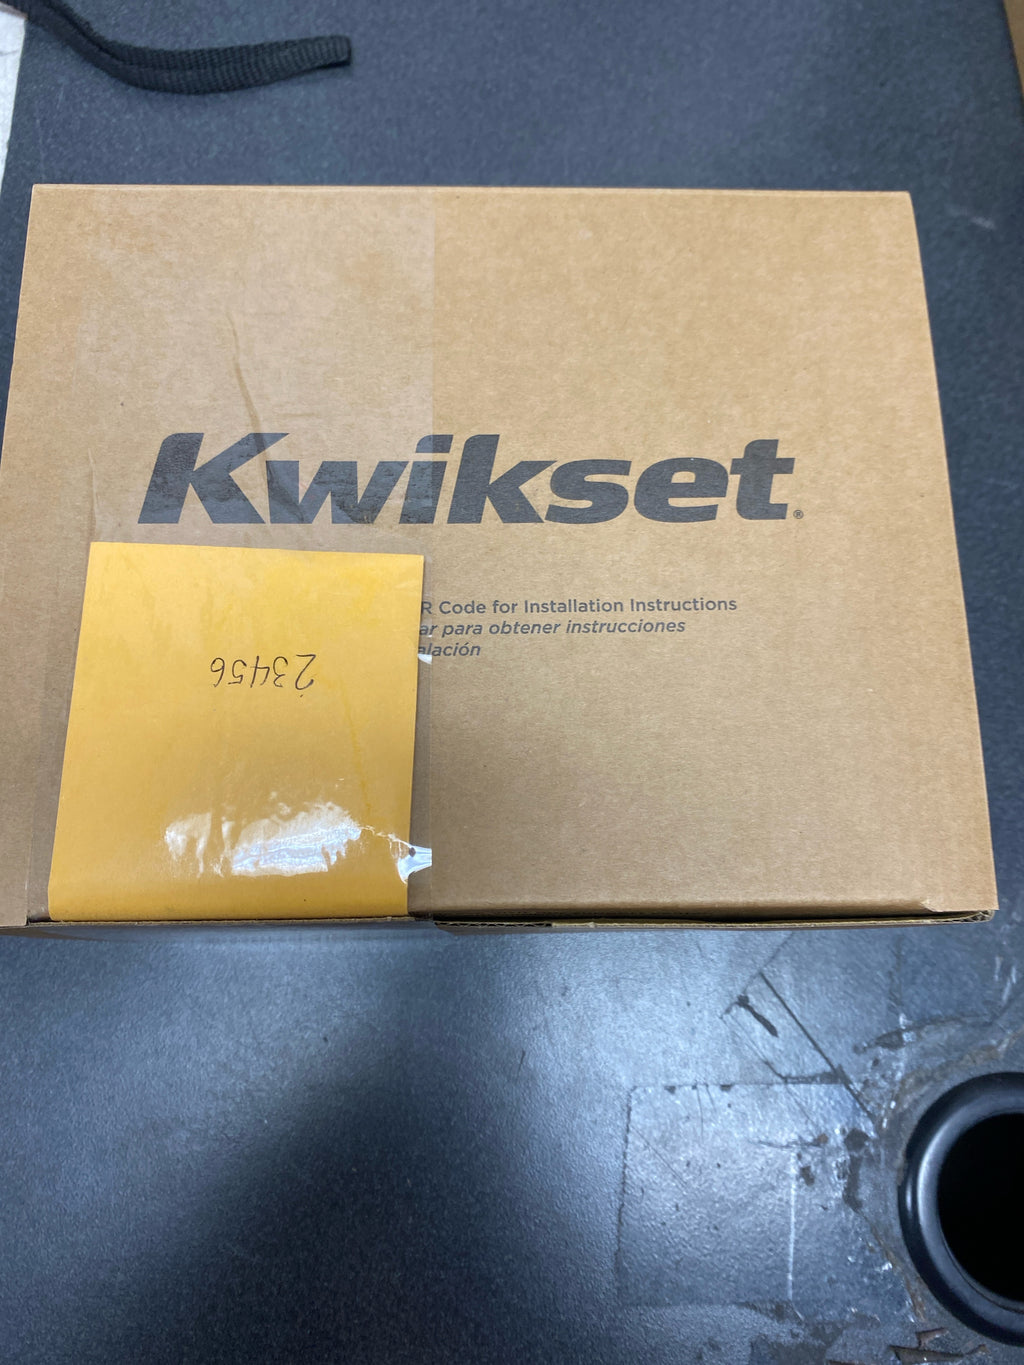 Kwikset®
R Code for Installation Instructions
ar para obtener instrucciones
alación
23456